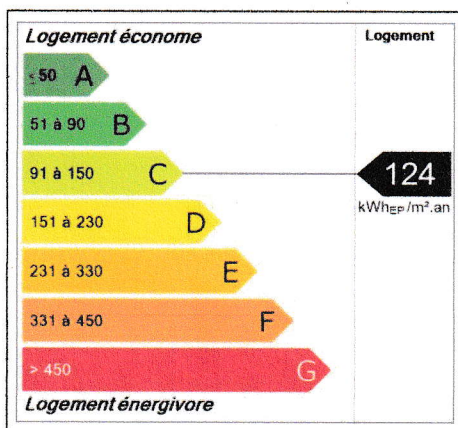 Logement économe
Logement
≤ 50 A
51 à 90 B
91 à 150 C
124
kWhEP/m².an
151 à 230 D
231 à 330 E
331 à 450 F
> 450 G
Logement énergivore